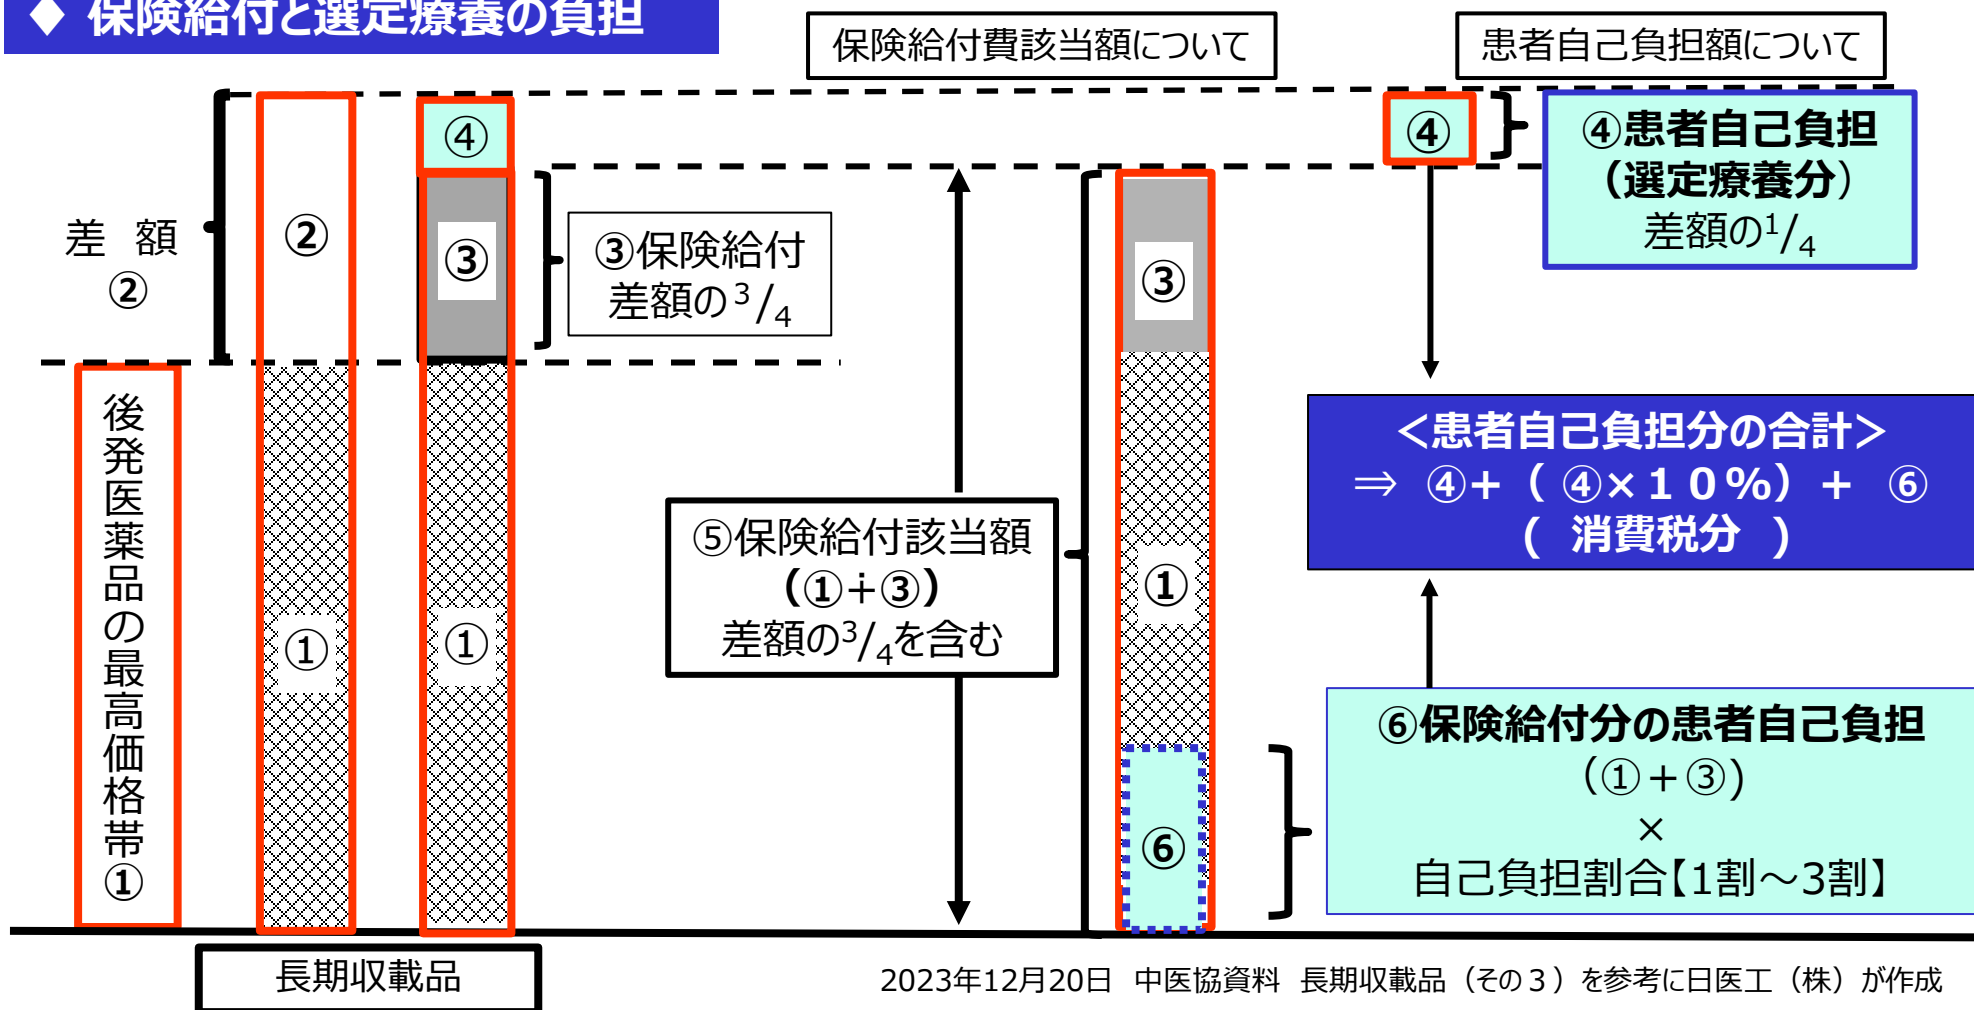 ◆ 保険給付と選定療養の負担
保険給付費該当額について
患者自己負担額について
差 額
②
②
④
③
③保険給付
差額の3/4
④
④患者自己負担
（選定療養分）
差額の1/4
③
後発医薬品の最高価格帯①
①
①
⑤保険給付該当額
（①＋③）
差額の3/4を含む
①
⑥
＜患者自己負担分の合計＞
⇒ ④+（ ④×１０%）+ ⑥
( 消費税分 )
⑥保険給付分の患者自己負担
（①＋③)
×
自己負担割合【1割～3割】
長期収載品
2023年12月20日 中医協資料 長期収載品（その３）を参考に日医工（株）が作成